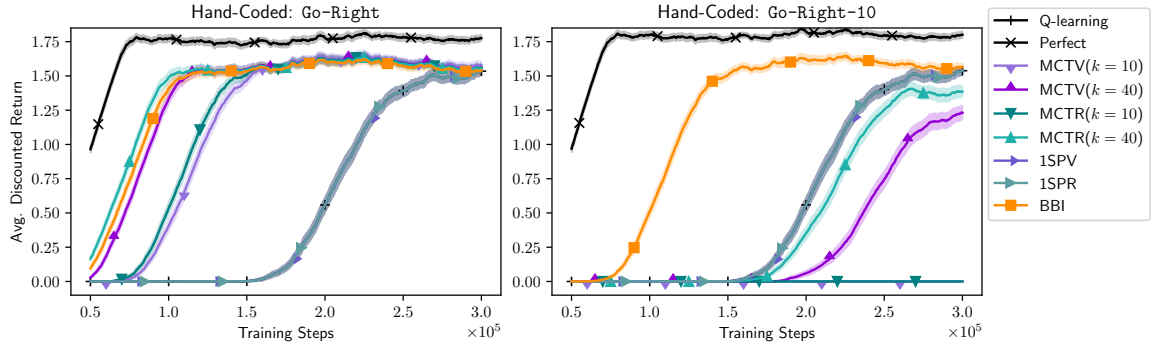 Hand-Coded: Go-Right
Hand-Coded: Go-Right-10
Avg. Discounted Return
1.75
1.50
1.25
1.00
0.75
0.50
0.25
0.00
0.5
1.0
1.5
2.0
2.5
3.0
×10⁵
Training Steps
1.75
1.50
1.25
1.00
0.75
0.50
0.25
0.00
0.5
1.0
1.5
2.0
2.5
3.0
×10⁵
Training Steps
Q-learning
Perfect
MCTV(k = 10)
MCTV(k = 40)
MCTR(k = 10)
MCTR(k = 40)
1SPV
1SPR
BBI